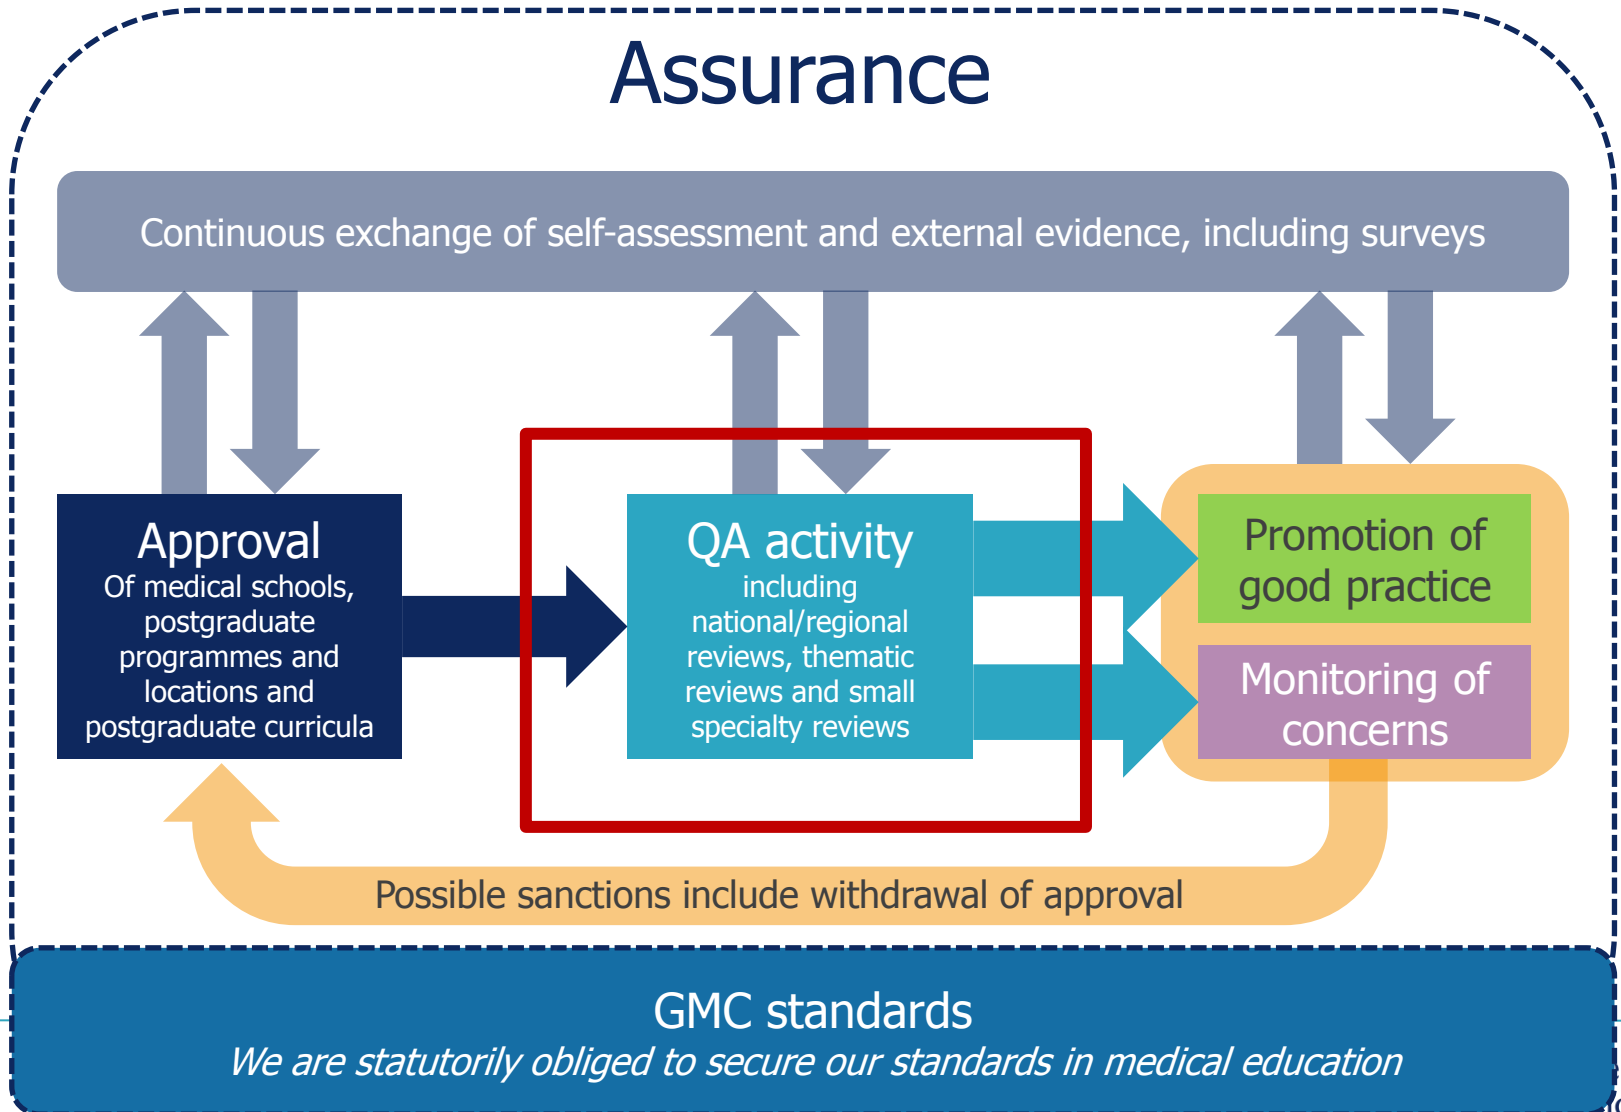 Assurance
Continuous exchange of self-assessment and external evidence, including surveys
Approval
Of medical schools,
postgraduate
programmes and
locations and
postgraduate curricula
QA activity
including
national/regional
reviews, thematic
reviews and small
specialty reviews
Promotion of
good practice
Monitoring of
concerns
Possible sanctions include withdrawal of approval
GMC standards
We are statutorily obliged to secure our standards in medical education